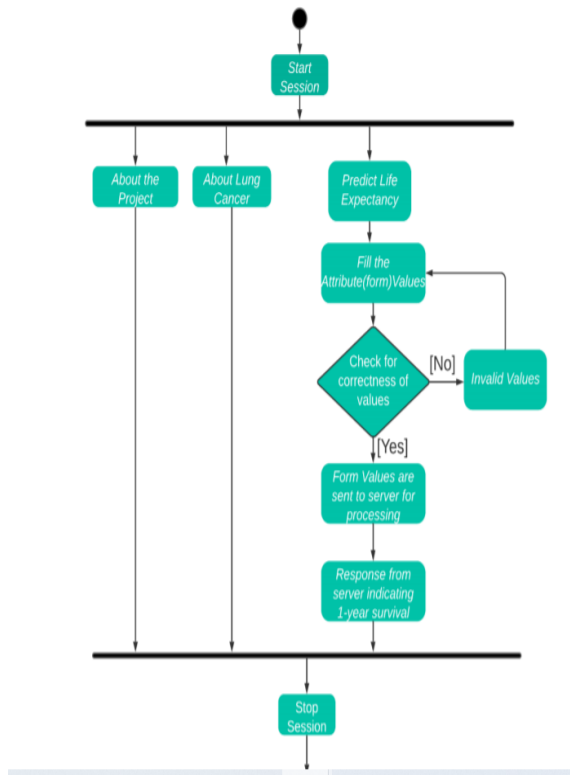 Start
Session
About the
Project
About Lung
Cancer
Predict Life
Expectancy
Fill the
Attribute(form)Values
Check for
correctness of
values
[No]
Invalid Values
[Yes]
Form Values are
sent to server for
processing
Response from
server indicating
1-year survival
Stop
Session